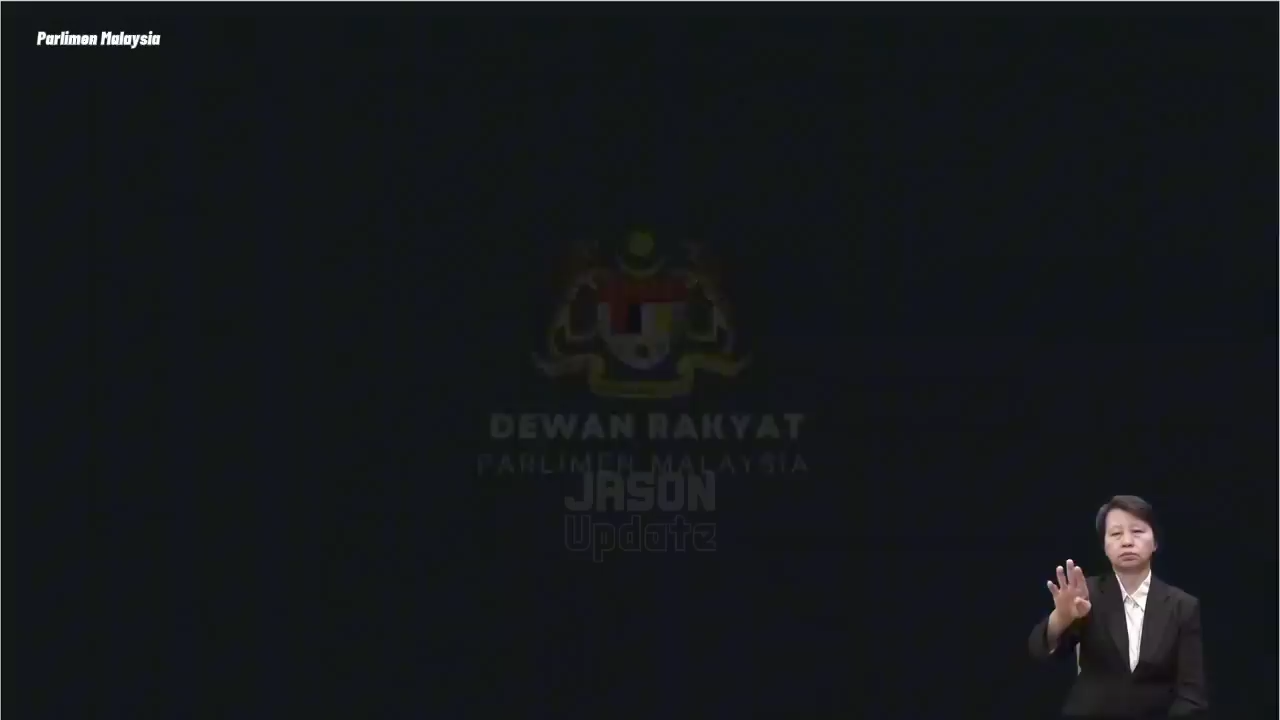 Parlimen Malaysia
DEWAN RAKYAT
PARLIMEN MALAYSIA
JASON
Update